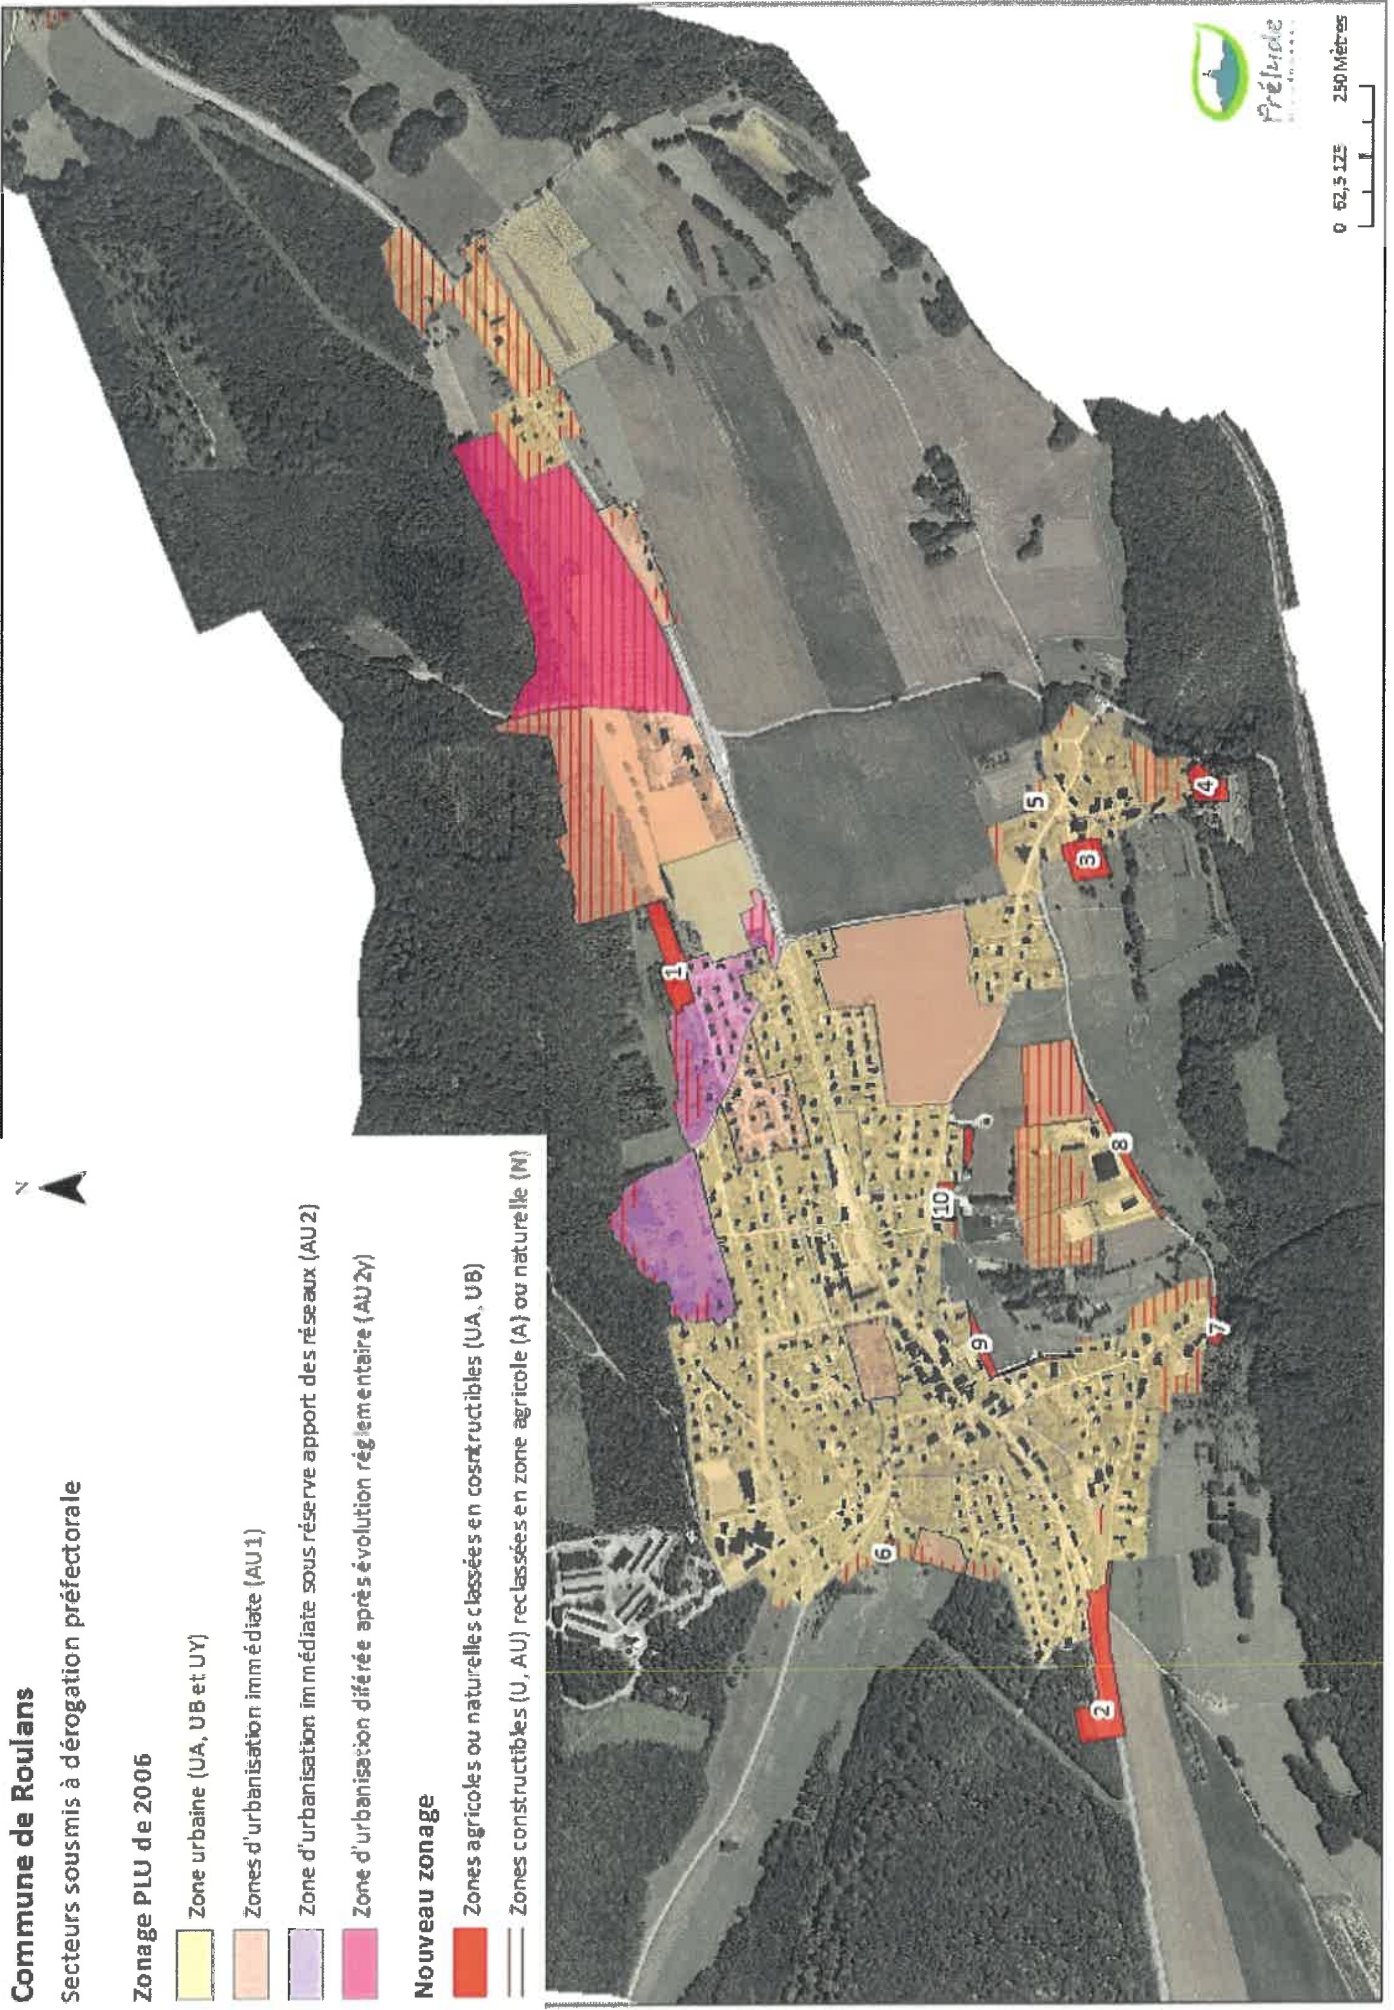 Commune de Roulans
Secteurs sousmis à dérogation préfectorale
N
Zonage PLU de 2006
Zone urbaine (UA, UB et UY)
Zones d'urbanisation immédiate (AU1)
Zone d'urbanisation immédiate sous réserve apport des réseaux (AU2)
Zone d'urbanisation diférée après évolution réglementaire (AU2y)
Nouveau zonage
Zones agricoles ou naturelles classées en cosntructibles (UA, UB)
Zones constructibles (U, AU) reclassées en zone agricole (A) ou naturelle (N)
1
2
3
4
5
6
7
8
9
10
Prélude
0 62,5 125 250 Mètres